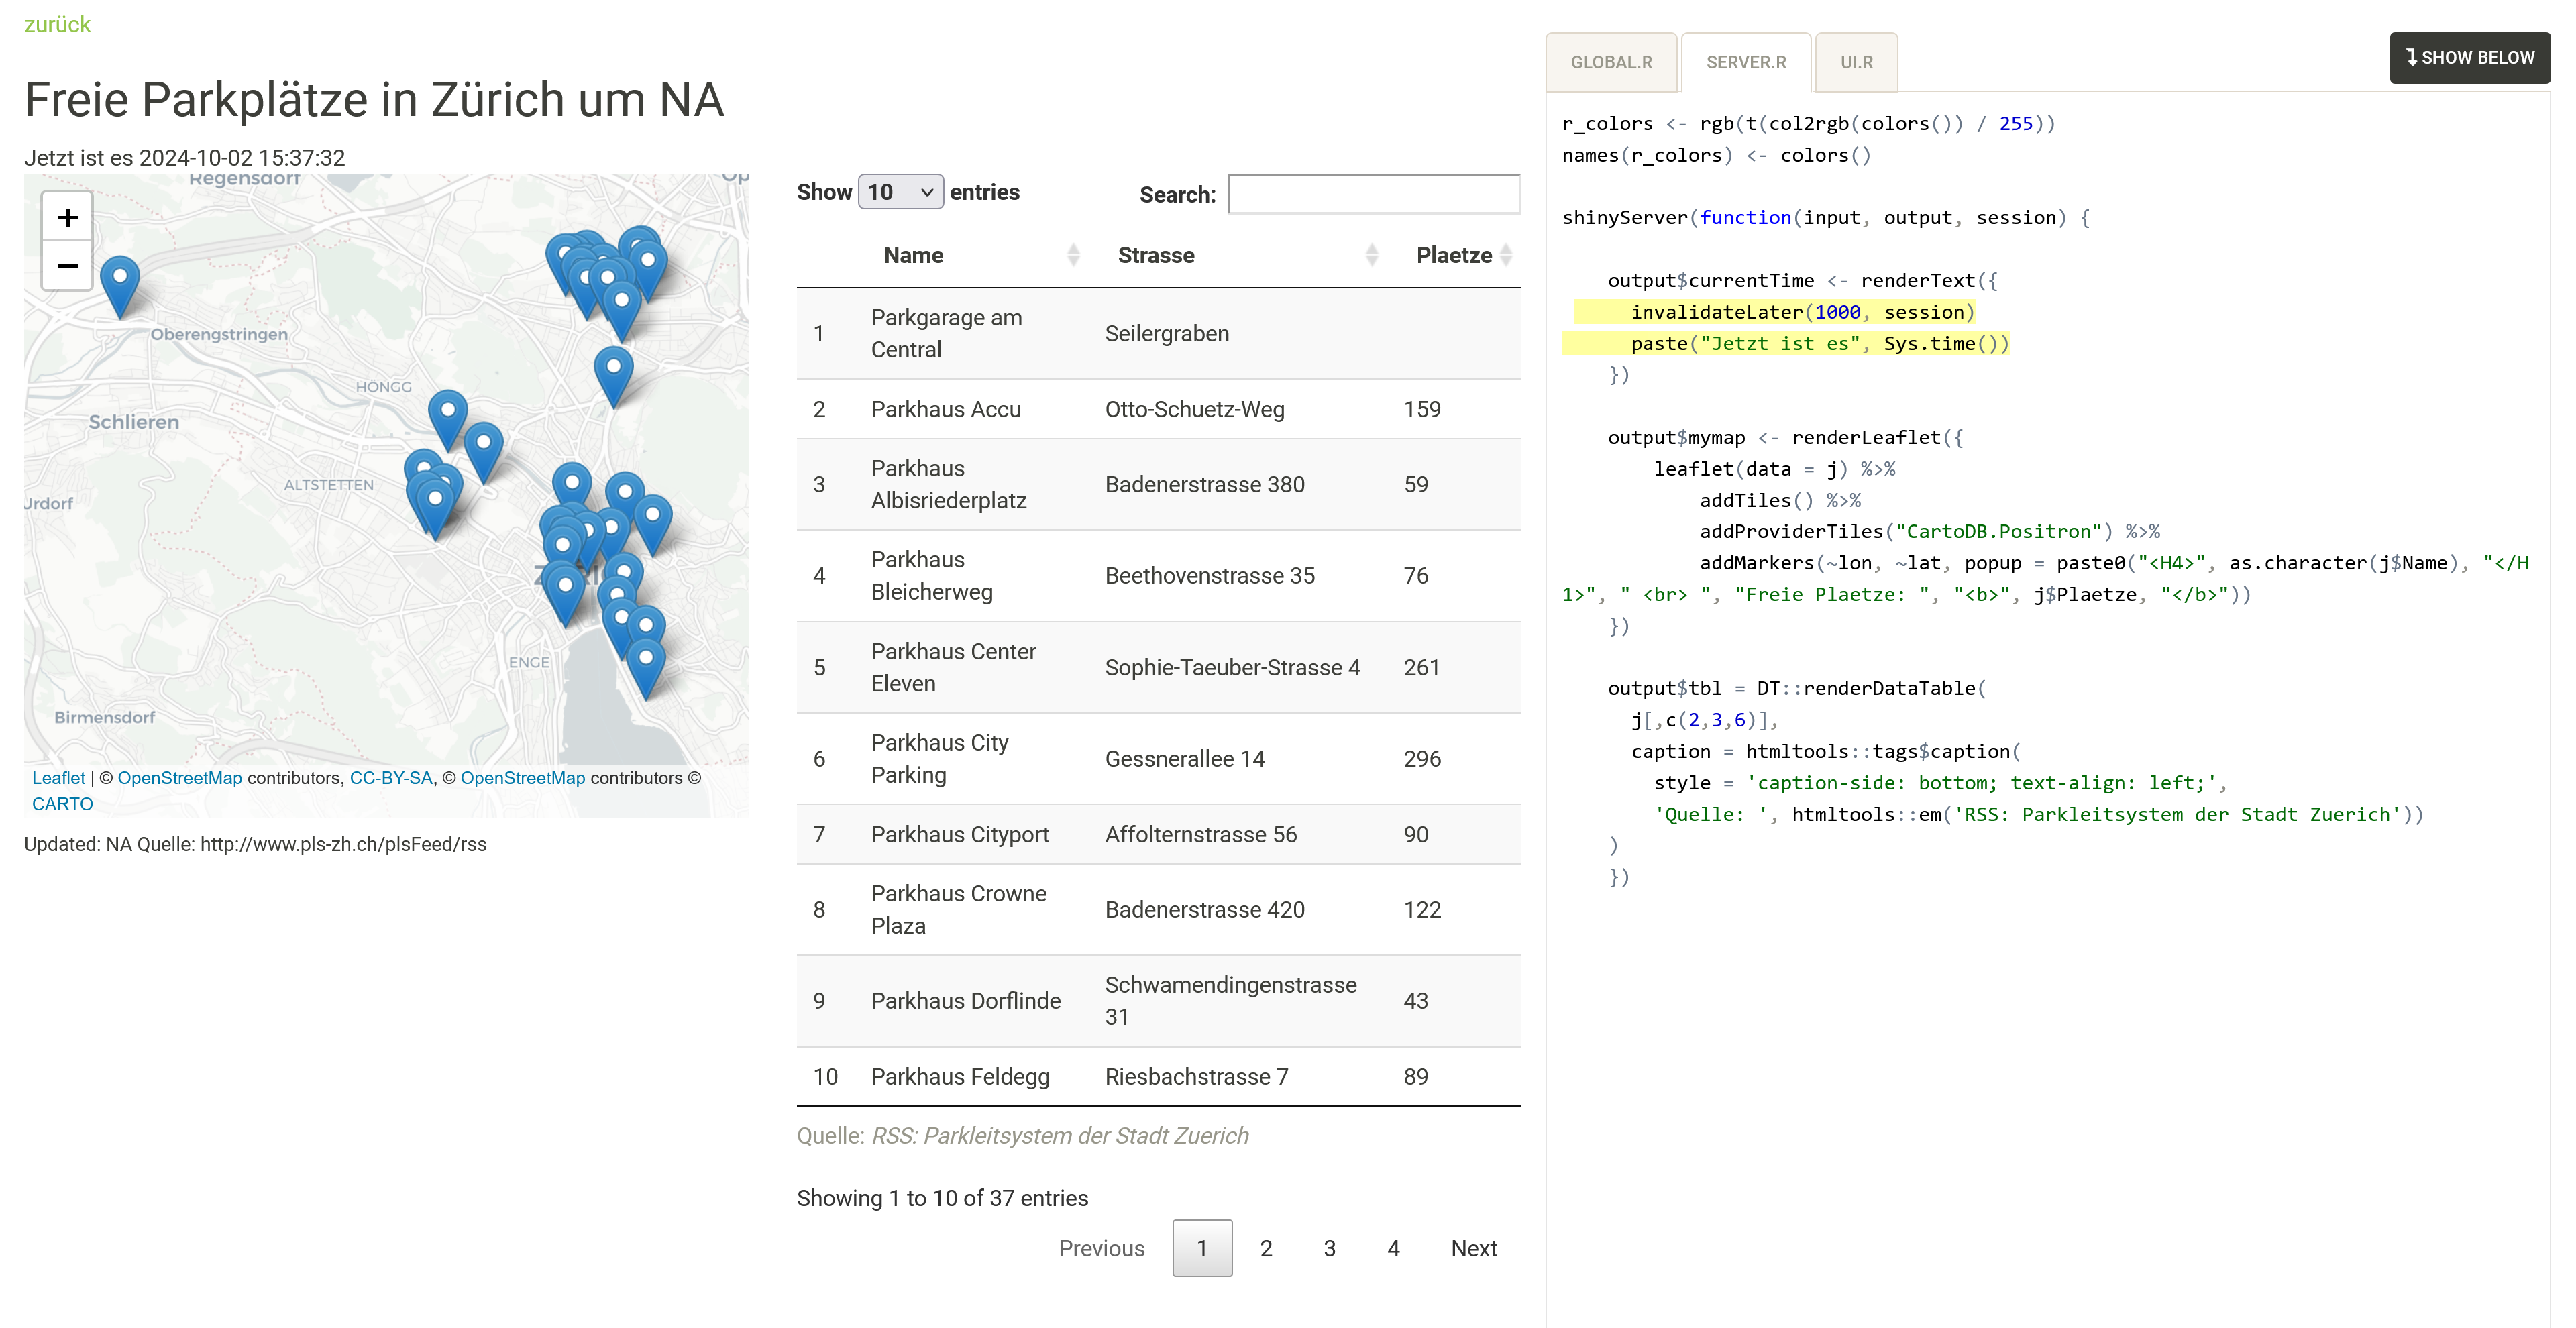 zurück
Freie Parkplätze in Zürich um NA
Jetzt ist es 2024-10-02 15:37:32
Regensdorf
+
−
Oberengstringen
HÖNGG
Schlieren
ALTSTETTEN
Urdorf
ENGE
Birmensdorf
Leaflet | © OpenStreetMap contributors, CC-BY-SA, © OpenStreetMap contributors ©
CARTO
Updated: NA Quelle: http://www.pls-zh.ch/plsFeed/rss
Show 10 entries
Search:
Name Strasse Plaetze
1 Parkgarage am Central Seilergraben
2 Parkhaus Accu Otto-Schuetz-Weg 159
3 Parkhaus Albisriederplatz Badenerstrasse 380 59
4 Parkhaus Bleicherweg Beethovenstrasse 35 76
5 Parkhaus Center Eleven Sophie-Taeuber-Strasse 4 261
6 Parkhaus City Parking Gessnerallee 14 296
7 Parkhaus Cityport Affolternstrasse 56 90
8 Parkhaus Crowne Plaza Badenerstrasse 420 122
9 Parkhaus Dorflinde Schwamendingenstrasse 31 43
10 Parkhaus Feldegg Riesbachstrasse 7 89
Quelle: RSS: Parkleitsystem der Stadt Zuerich
Showing 1 to 10 of 37 entries
Previous 1 2 3 4 Next
GLOBAL.R SERVER.R UI.R
⤵ SHOW BELOW
r_colors <- rgb(t(col2rgb(colors()) / 255))
names(r_colors) <- colors()
shinyServer(function(input, output, session) {
output$currentTime <- renderText({
invalidateLater(1000, session)
paste("Jetzt ist es", Sys.time())
})
output$mymap <- renderLeaflet({
leaflet(data = j) %>%
addTiles() %>%
addProviderTiles("CartoDB.Positron") %>%
addMarkers(~lon, ~lat, popup = paste0("<H4>", as.character(j$Name), "</H
1>", " <br> ", "Freie Plaetze: ", "<b>", j$Plaetze, "</b>"))
})
output$tbl = DT::renderDataTable(
j[,c(2,3,6)],
caption = htmltools::tags$caption(
style = 'caption-side: bottom; text-align: left;',
'Quelle: ', htmltools::em('RSS: Parkleitsystem der Stadt Zuerich'))
)
})